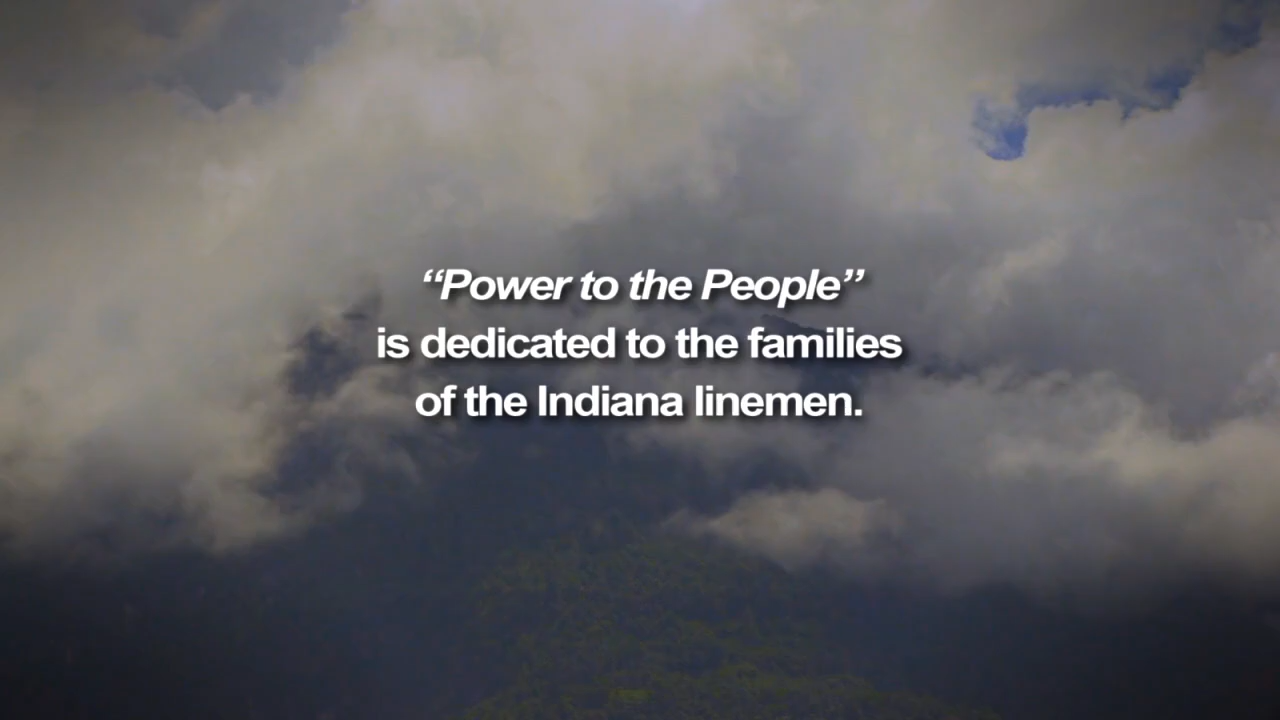 “Power to the People”
is dedicated to the families
of the Indiana linemen.